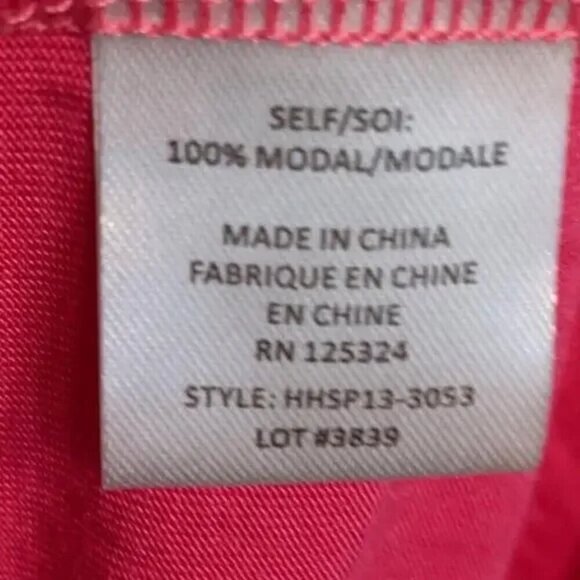 SELF/SOI:
100% MODAL/MODALE
MADE IN CHINA
FABRIQUE EN CHINE
EN CHINE
RN 125324
STYLE: HHSP13-3053
LOT #3839